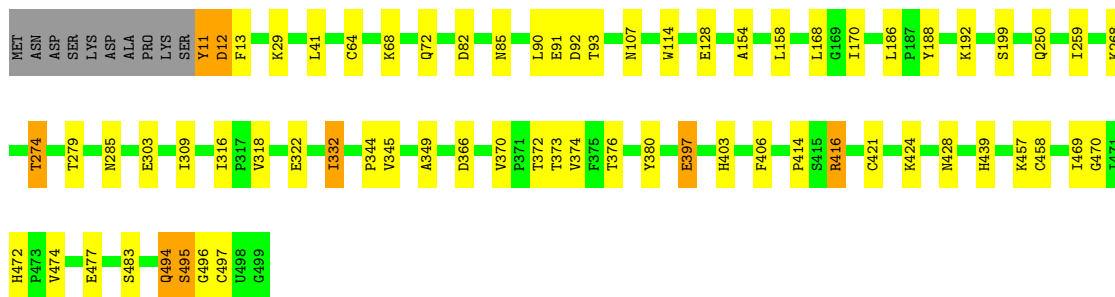 MET ASN ASP SER LYS ASP ALA PRO LYS SER Y11 D12 F13 K29 L41 C64 K68 Q72 D82 N85 L90 E91 D92 T93 N107 W114 E128 A154 L158 L168 G169 I170 L186 P187 Y188 K192 S199 Q250 I259 K268
T274 T279 N285 E303 I309 I316 P317 V318 E322 I332 P344 V345 A349 D366 V370 P371 T372 T373 V374 F375 T376 Y380 E397 H403 F406 P414 S415 R416 C421 K424 N428 H439 K457 C458 I469 G470 I471
H472 P473 V474 E477 S483 Q494 S495 G496 C497 U498 G499